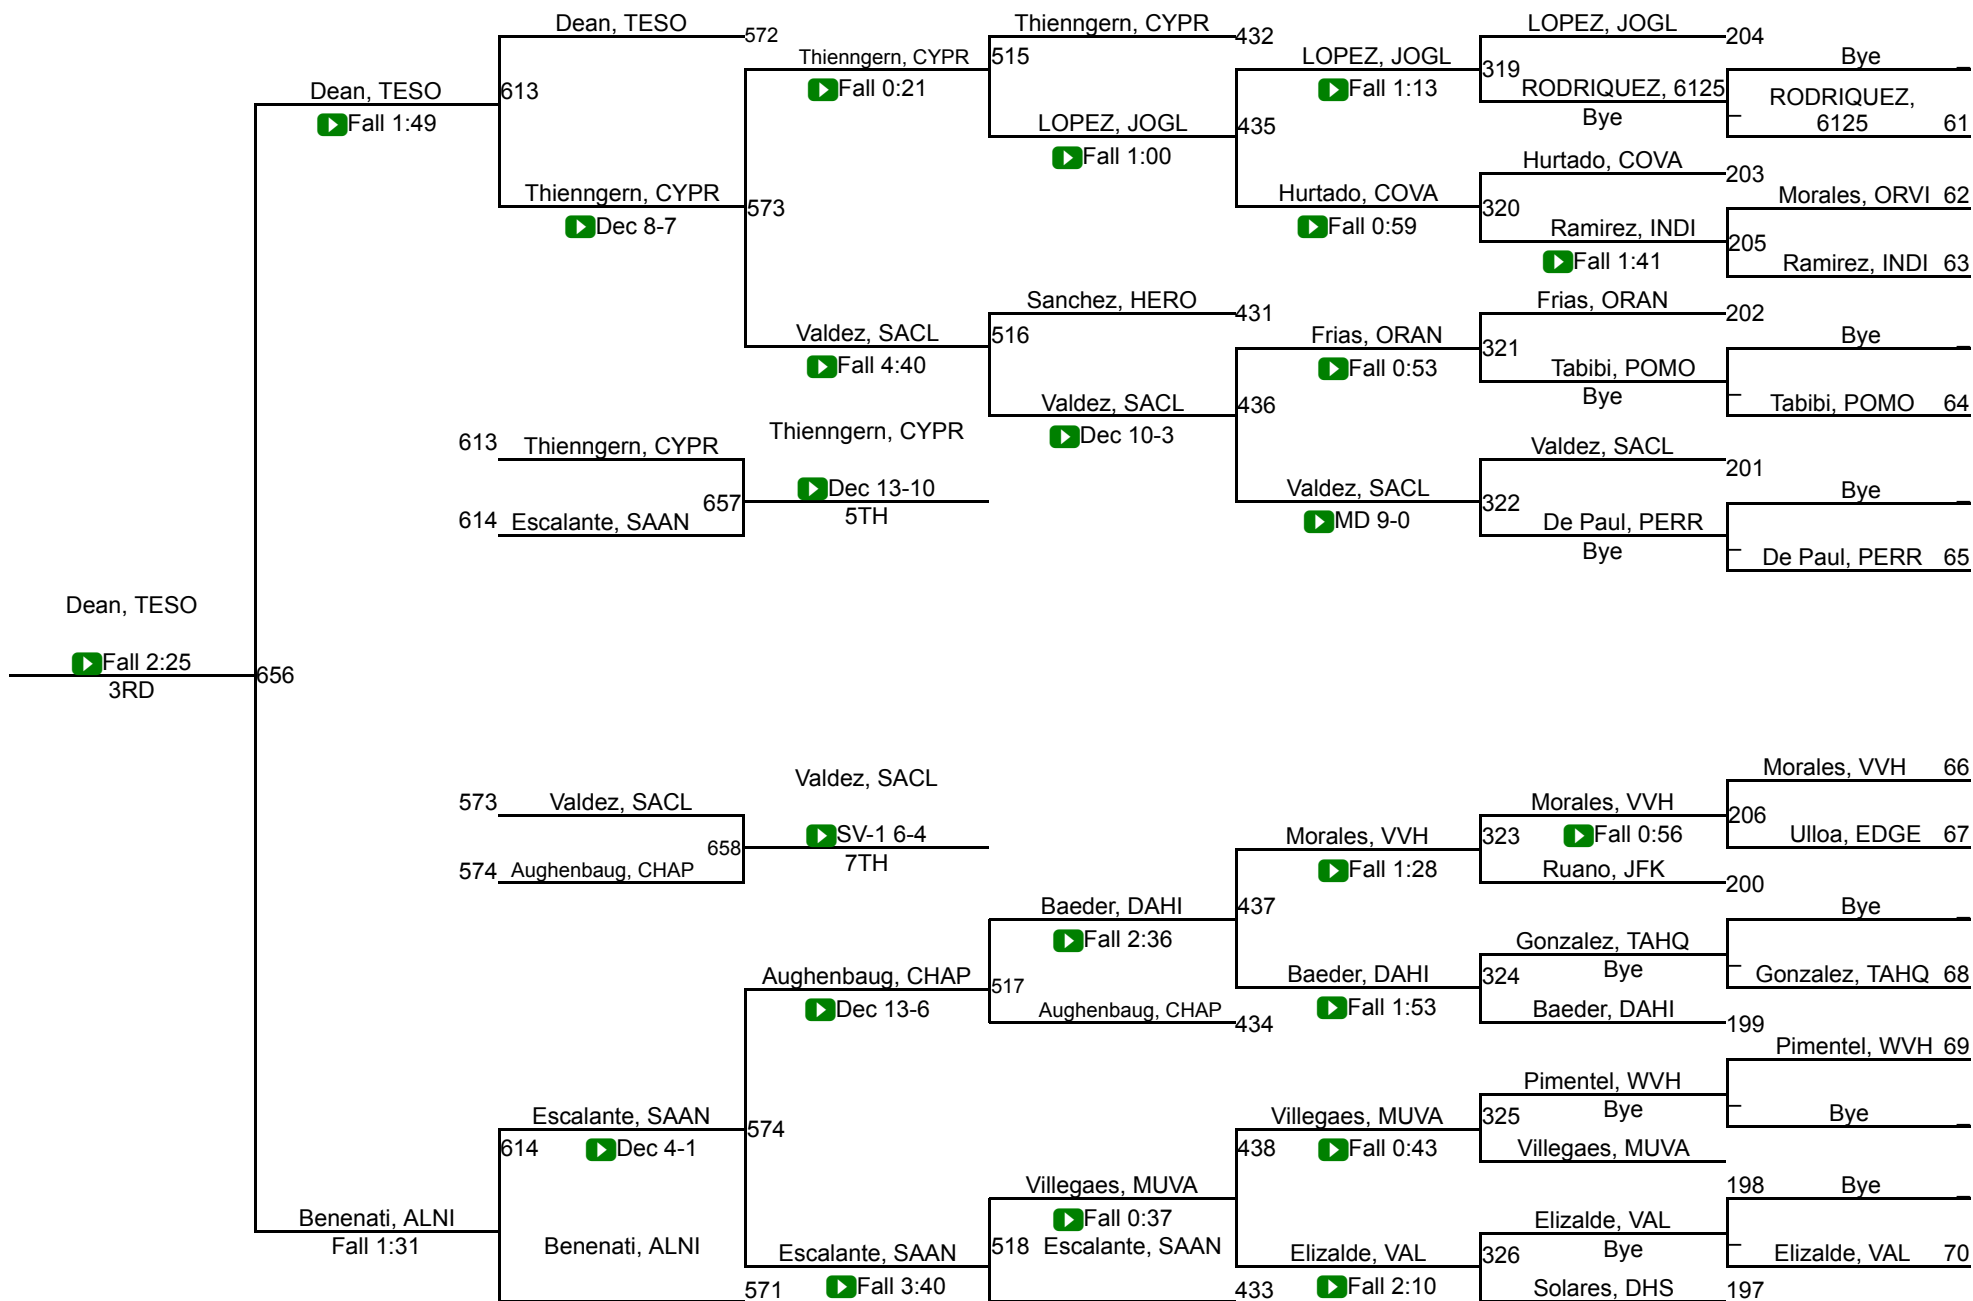 Dean, TESO
572
Thienngern, CYPR
432
LOPEZ, JOGL
204
Thienngern, CYPR
515
LOPEZ, JOGL
319
Bye
Dean, TESO
613
Fall 0:21
Fall 1:13
RODRIQUEZ, 6125
RODRIQUEZ,
6125 61
Fall 1:49
LOPEZ, JOGL
435
Bye
Fall 1:00
Hurtado, COVA
203
Thienngern, CYPR
573
Hurtado, COVA
320
Morales, ORVI 62
Dec 8-7
Fall 0:59
Ramirez, INDI
205
Fall 1:41
Ramirez, INDI 63
Sanchez, HERO
431
Frias, ORAN
202
Valdez, SACL
516
Frias, ORAN
321
Bye
Fall 4:40
Fall 0:53
Tabibi, POMO
Bye
Valdez, SACL
436
Tabibi, POMO 64
613
Thienngern, CYPR
Thienngern, CYPR
Dec 10-3
Valdez, SACL
201
657
Dec 13-10
Valdez, SACL
322
Bye
614
Escalante, SAAN
5TH
MD 9-0
De Paul, PERR
Bye
De Paul, PERR 65
Dean, TESO
Fall 2:25
656
3RD
Valdez, SACL
Morales, VVH 66
573
Valdez, SACL
Morales, VVH
206
658
SV-1 6-4
Morales, VVH
323
Fall 0:56
Ulloa, EDGE 67
574
Aughenbaug, CHAP
7TH
Fall 1:28
Ruano, JFK
200
Baeder, DAHI
437
Bye
Fall 2:36
Gonzalez, TAHQ
Aughenbaug, CHAP
517
Baeder, DAHI
324
Bye
Gonzalez, TAHQ 68
Dec 13-6
Aughenbaug, CHAP
434
Fall 1:53
Baeder, DAHI
199
Pimentel, WVH 69
Pimentel, WVH
Escalante, SAAN
574
Villegaes, MUVA
325
Bye
Bye
614
Dec 4-1
438
Fall 0:43
Villegaes, MUVA
Villegaes, MUVA
198
Bye
Benenati, ALNI
Fall 0:37
Elizalde, VAL
Fall 1:31
Benenati, ALNI
Escalante, SAAN
518
Escalante, SAAN
Elizalde, VAL
326
Bye
Elizalde, VAL 70
571
Fall 3:40
433
Fall 2:10
Solares, DHS
197